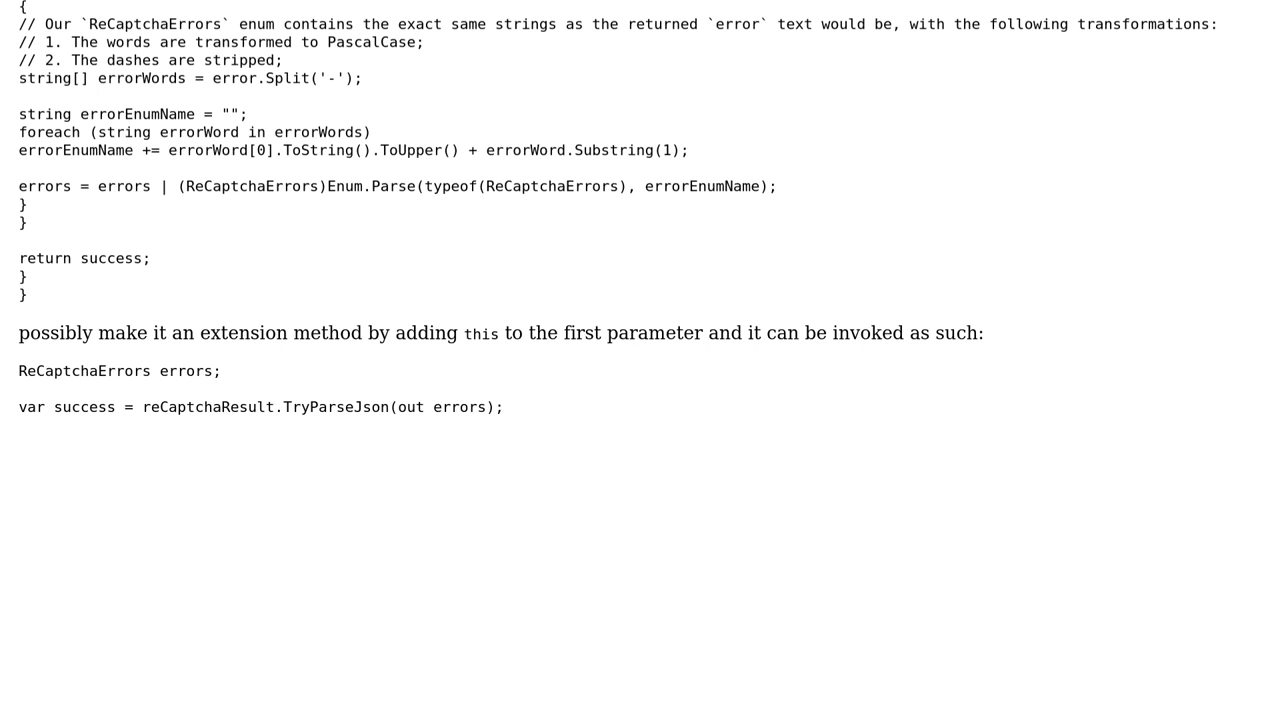 {
// Our `ReCaptchaErrors` enum contains the exact same strings as the returned `error` text would be, with the following transformations:
// 1. The words are transformed to PascalCase;
// 2. The dashes are stripped;
string[] errorWords = error.Split('-');
string errorEnumName = "";
foreach (string errorWord in errorWords)
errorEnumName += errorWord[0].ToString().ToUpper() + errorWord.Substring(1);
errors = errors | (ReCaptchaErrors)Enum.Parse(typeof(ReCaptchaErrors), errorEnumName);
}
}
return success;
}
}
possibly make it an extension method by adding this to the first parameter and it can be invoked as such:
ReCaptchaErrors errors;
var success = reCaptchaResult.TryParseJson(out errors);